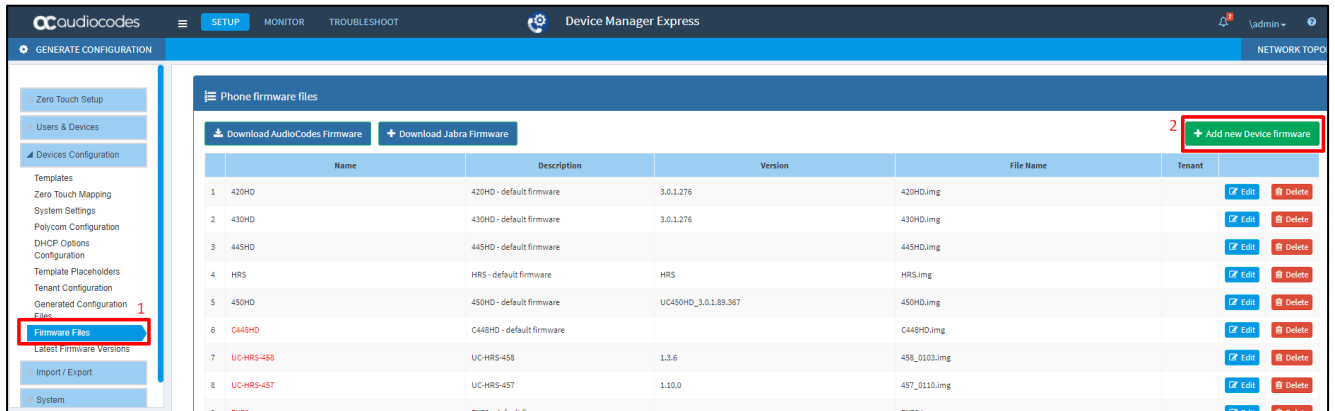 audiocodes
SETUP MONITOR TROUBLESHOOT
Device Manager Express
7
\admin
GENERATE CONFIGURATION
NETWORK TOPO
Zero Touch Setup
Users & Devices
Devices Configuration
Templates
Zero Touch Mapping
System Settings
Polycom Configuration
DHCP Options
Configuration
Template Placeholders
Tenant Configuration
Generated Configuration
Files
1
Firmware Files
Latest Firmware Versions
Import / Export
System
Phone firmware files
Download AudioCodes Firmware + Download Jabra Firmware
2
+ Add new Device firmware
Name Description Version File Name Tenant
1 420HD 420HD - default firmware 3.0.1.276 420HD.img Edit Delete
2 430HD 430HD - default firmware 3.0.1.276 430HD.img Edit Delete
3 445HD 445HD - default firmware 445HD.img Edit Delete
4 HRS HRS - default firmware HRS HRS.img Edit Delete
5 450HD 450HD - default firmware UC450HD_3.0.1.89.367 450HD.img Edit Delete
6 C448HD C448HD - default firmware C448HD.img Edit Delete
7 UC-HRS-458 UC-HRS-458 1.3.6 458_0103.img Edit Delete
8 UC-HRS-457 UC-HRS-457 1.10.0 457_0110.img Edit Delete